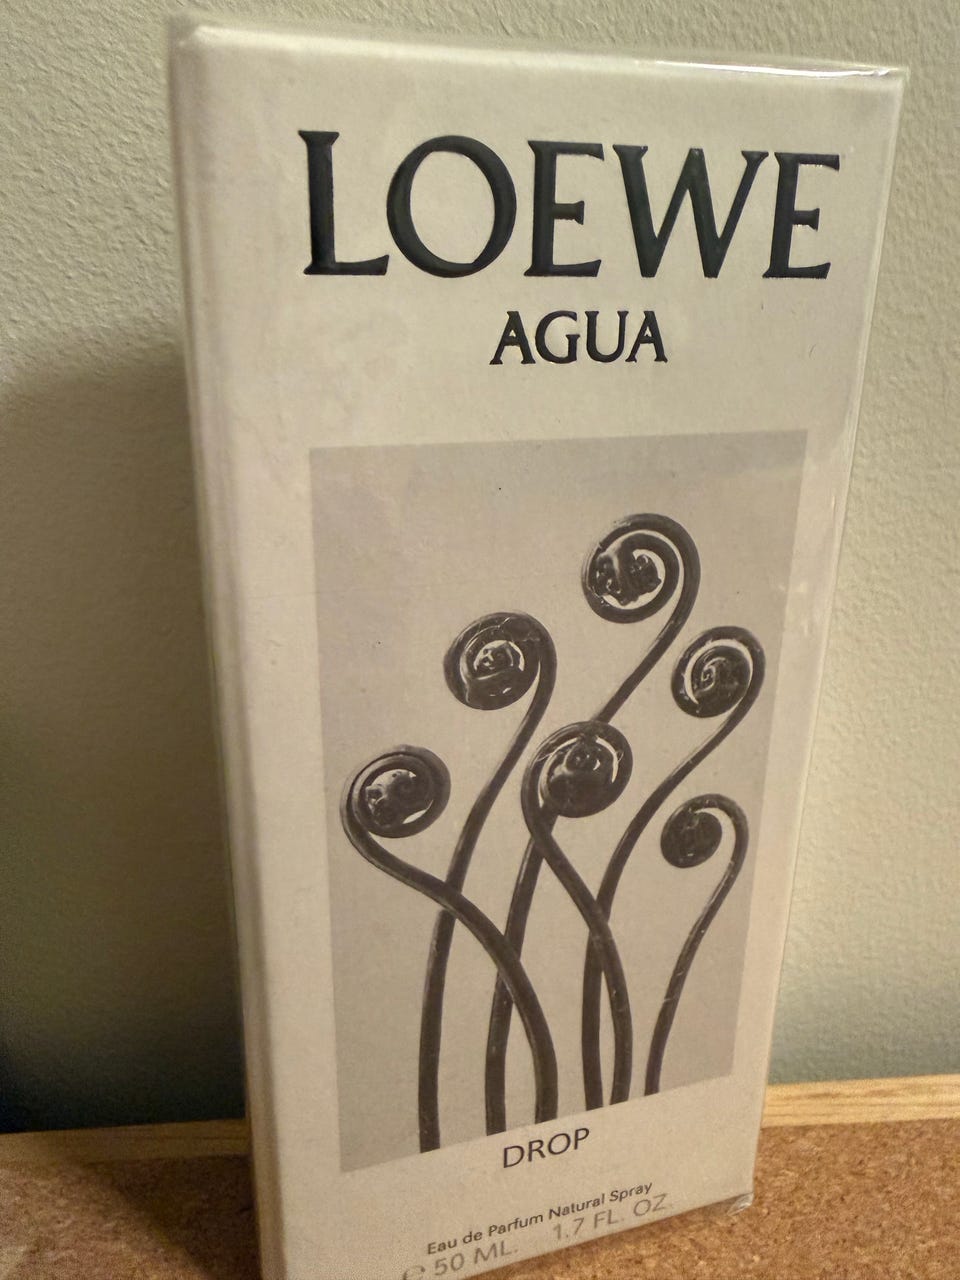 LOEWE
AGUA
DROP
Eau de Parfum Natural Spray
℮ 50 ML. 1.7 FL. OZ.